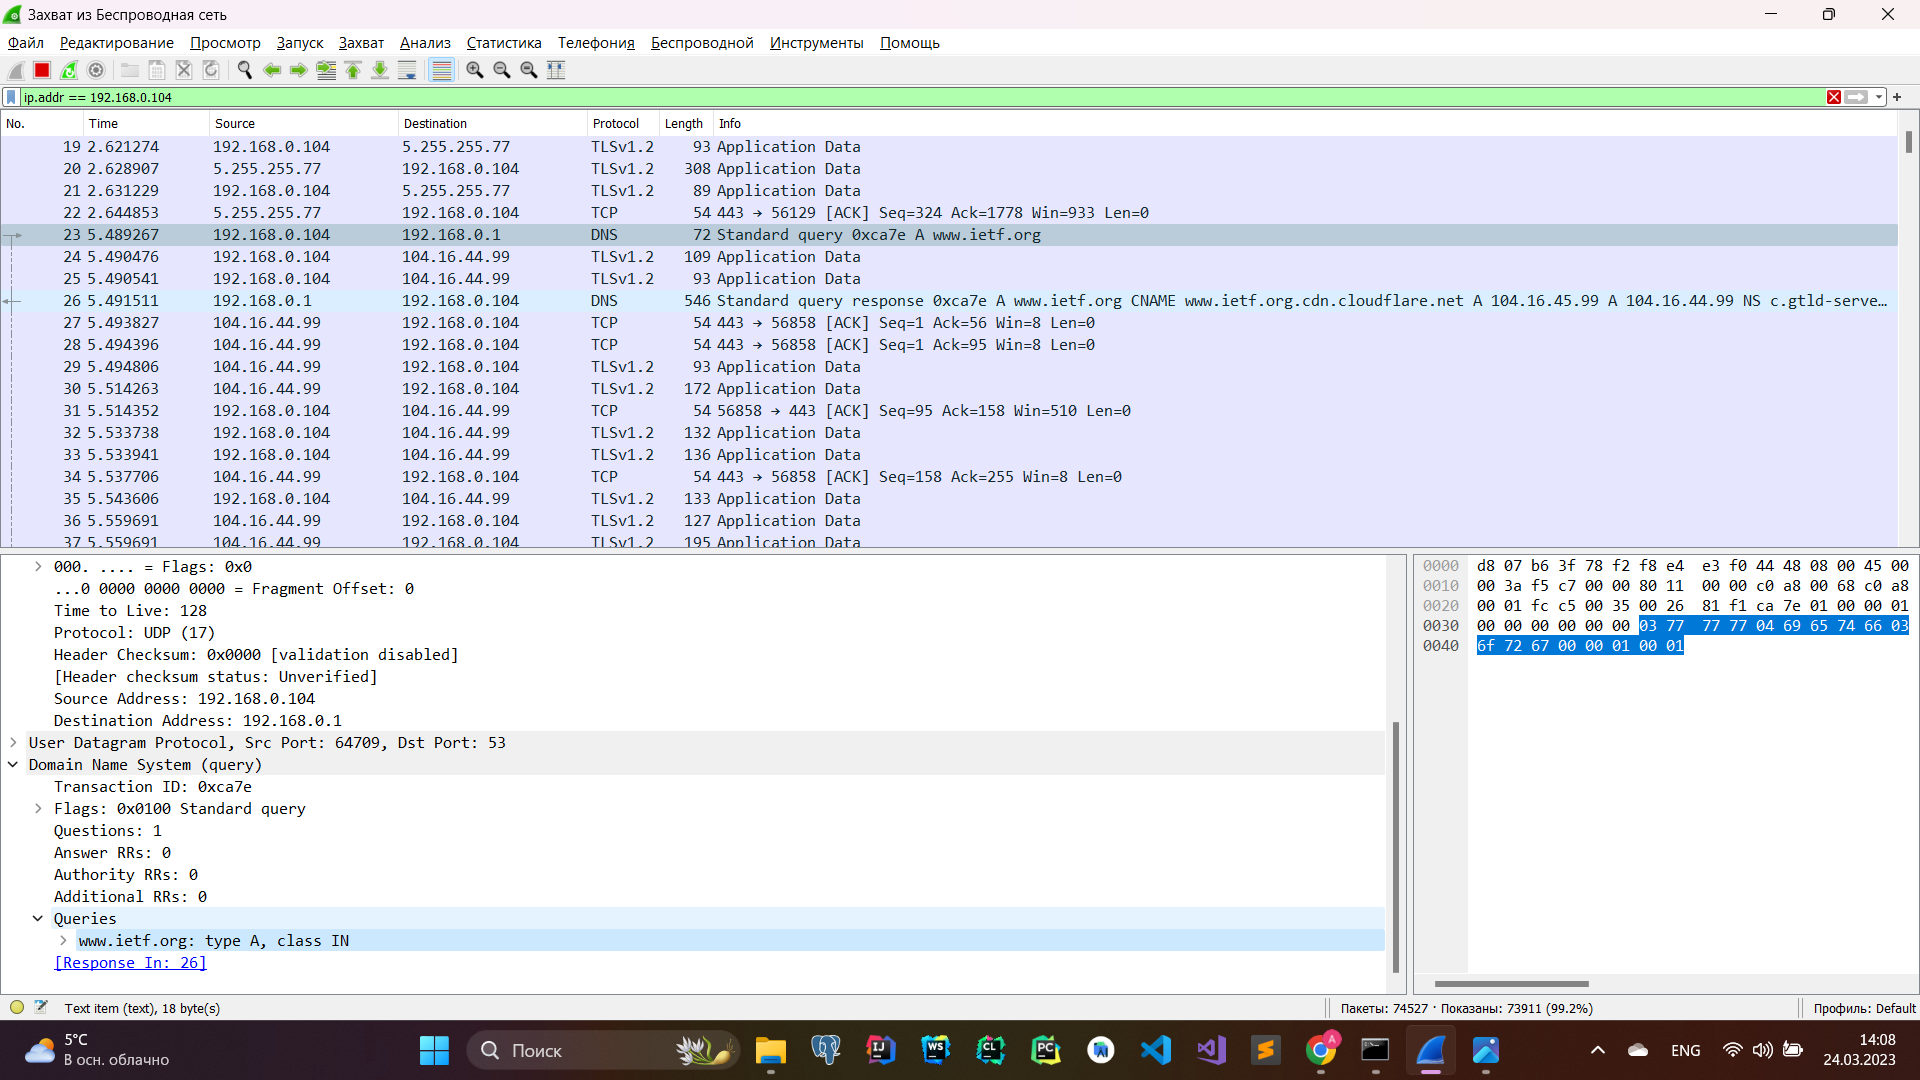 Захват из Беспроводная сеть
Файл Редактирование Просмотр Запуск Захват Анализ Статистика Телефония Беспроводной Инструменты Помощь
ip.addr == 192.168.0.104
No. Time Source Destination Protocol Length Info
19 2.621274 192.168.0.104 5.255.255.77 TLSv1.2 93 Application Data
20 2.628907 5.255.255.77 192.168.0.104 TLSv1.2 308 Application Data
21 2.631229 192.168.0.104 5.255.255.77 TLSv1.2 89 Application Data
22 2.644853 5.255.255.77 192.168.0.104 TCP 54 443 → 56129 [ACK] Seq=324 Ack=1778 Win=933 Len=0
23 5.489267 192.168.0.104 192.168.0.1 DNS 72 Standard query 0xca7e A www.ietf.org
24 5.490476 192.168.0.104 104.16.44.99 TLSv1.2 109 Application Data
25 5.490541 192.168.0.104 104.16.44.99 TLSv1.2 93 Application Data
26 5.491511 192.168.0.1 192.168.0.104 DNS 546 Standard query response 0xca7e A www.ietf.org CNAME www.ietf.org.cdn.cloudflare.net A 104.16.45.99 A 104.16.44.99 NS c.gtld-serve…
27 5.493827 104.16.44.99 192.168.0.104 TCP 54 443 → 56858 [ACK] Seq=1 Ack=56 Win=8 Len=0
28 5.494396 104.16.44.99 192.168.0.104 TCP 54 443 → 56858 [ACK] Seq=1 Ack=95 Win=8 Len=0
29 5.494806 104.16.44.99 192.168.0.104 TLSv1.2 93 Application Data
30 5.514263 104.16.44.99 192.168.0.104 TLSv1.2 172 Application Data
31 5.514352 192.168.0.104 104.16.44.99 TCP 54 56858 → 443 [ACK] Seq=95 Ack=158 Win=510 Len=0
32 5.533738 192.168.0.104 104.16.44.99 TLSv1.2 132 Application Data
33 5.533941 192.168.0.104 104.16.44.99 TLSv1.2 136 Application Data
34 5.537706 104.16.44.99 192.168.0.104 TCP 54 443 → 56858 [ACK] Seq=158 Ack=255 Win=8 Len=0
35 5.543606 192.168.0.104 104.16.44.99 TLSv1.2 133 Application Data
36 5.559691 104.16.44.99 192.168.0.104 TLSv1.2 127 Application Data
37 5.559691 104.16.44.99 192.168.0.104 TLSv1.2 195 Application Data
000. .... = Flags: 0x0
...0 0000 0000 0000 = Fragment Offset: 0
Time to Live: 128
Protocol: UDP (17)
Header Checksum: 0x0000 [validation disabled]
[Header checksum status: Unverified]
Source Address: 192.168.0.104
Destination Address: 192.168.0.1
User Datagram Protocol, Src Port: 64709, Dst Port: 53
Domain Name System (query)
Transaction ID: 0xca7e
Flags: 0x0100 Standard query
Questions: 1
Answer RRs: 0
Authority RRs: 0
Additional RRs: 0
Queries
www.ietf.org: type A, class IN
[Response In: 26]
0000 d8 07 b6 3f 78 f2 f8 e4 e3 f0 44 48 08 00 45 00
0010 00 3a f5 c7 00 00 80 11 00 00 c0 a8 00 68 c0 a8
0020 00 01 fc c5 00 35 00 26 81 f1 ca 7e 01 00 00 01
0030 00 00 00 00 00 00 03 77 77 77 04 69 65 74 66 03
0040 6f 72 67 00 00 01 00 01
Text item (text), 18 byte(s)
Пакеты: 74527 · Показаны: 73911 (99.2%)
Профиль: Default
5°C
В осн. облачно
Поиск
IJ
WS
CL
PC
A
ENG
14:08
24.03.2023